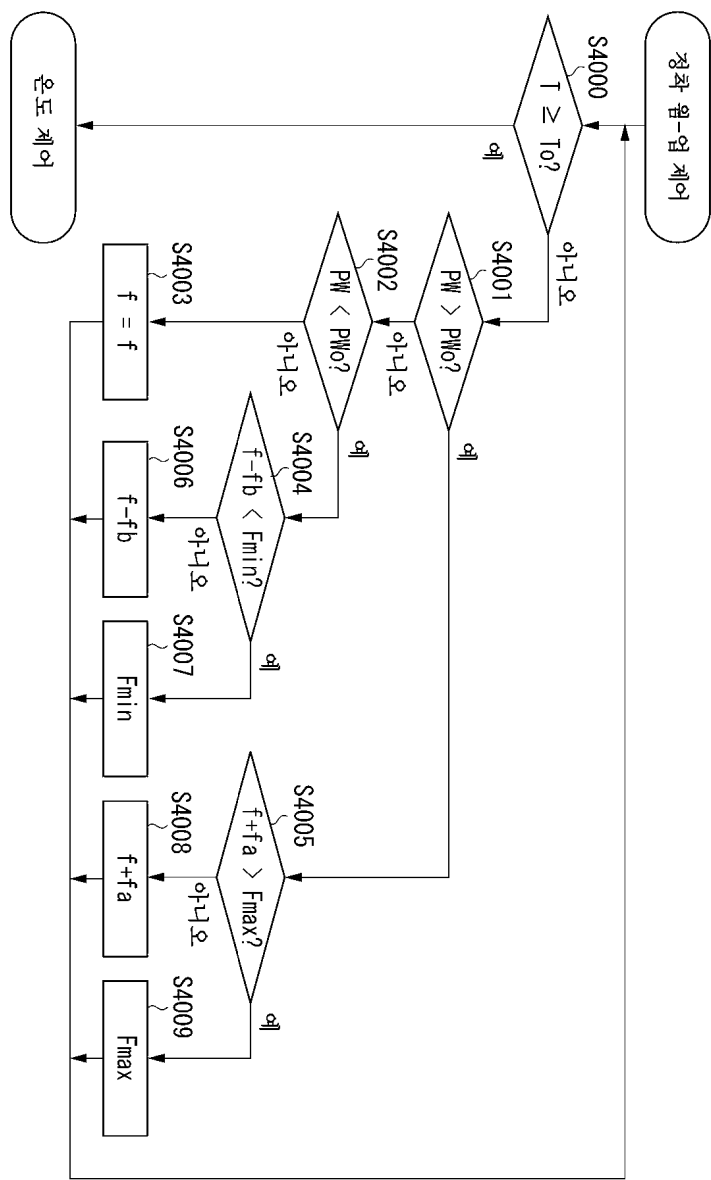 정착 웜-업 제어
S4000
T ≥ To?
아니오
예
S4001
PW > PWo?
예
아니오
S4002
PW < PWo?
예
아니오
S4004
f-fb < Fmin?
예
아니오
S4005
f+fa > Fmax?
예
아니오
S4003
f = f
S4006
f-fb
S4007
Fmin
S4008
f+fa
S4009
Fmax
온도 제어